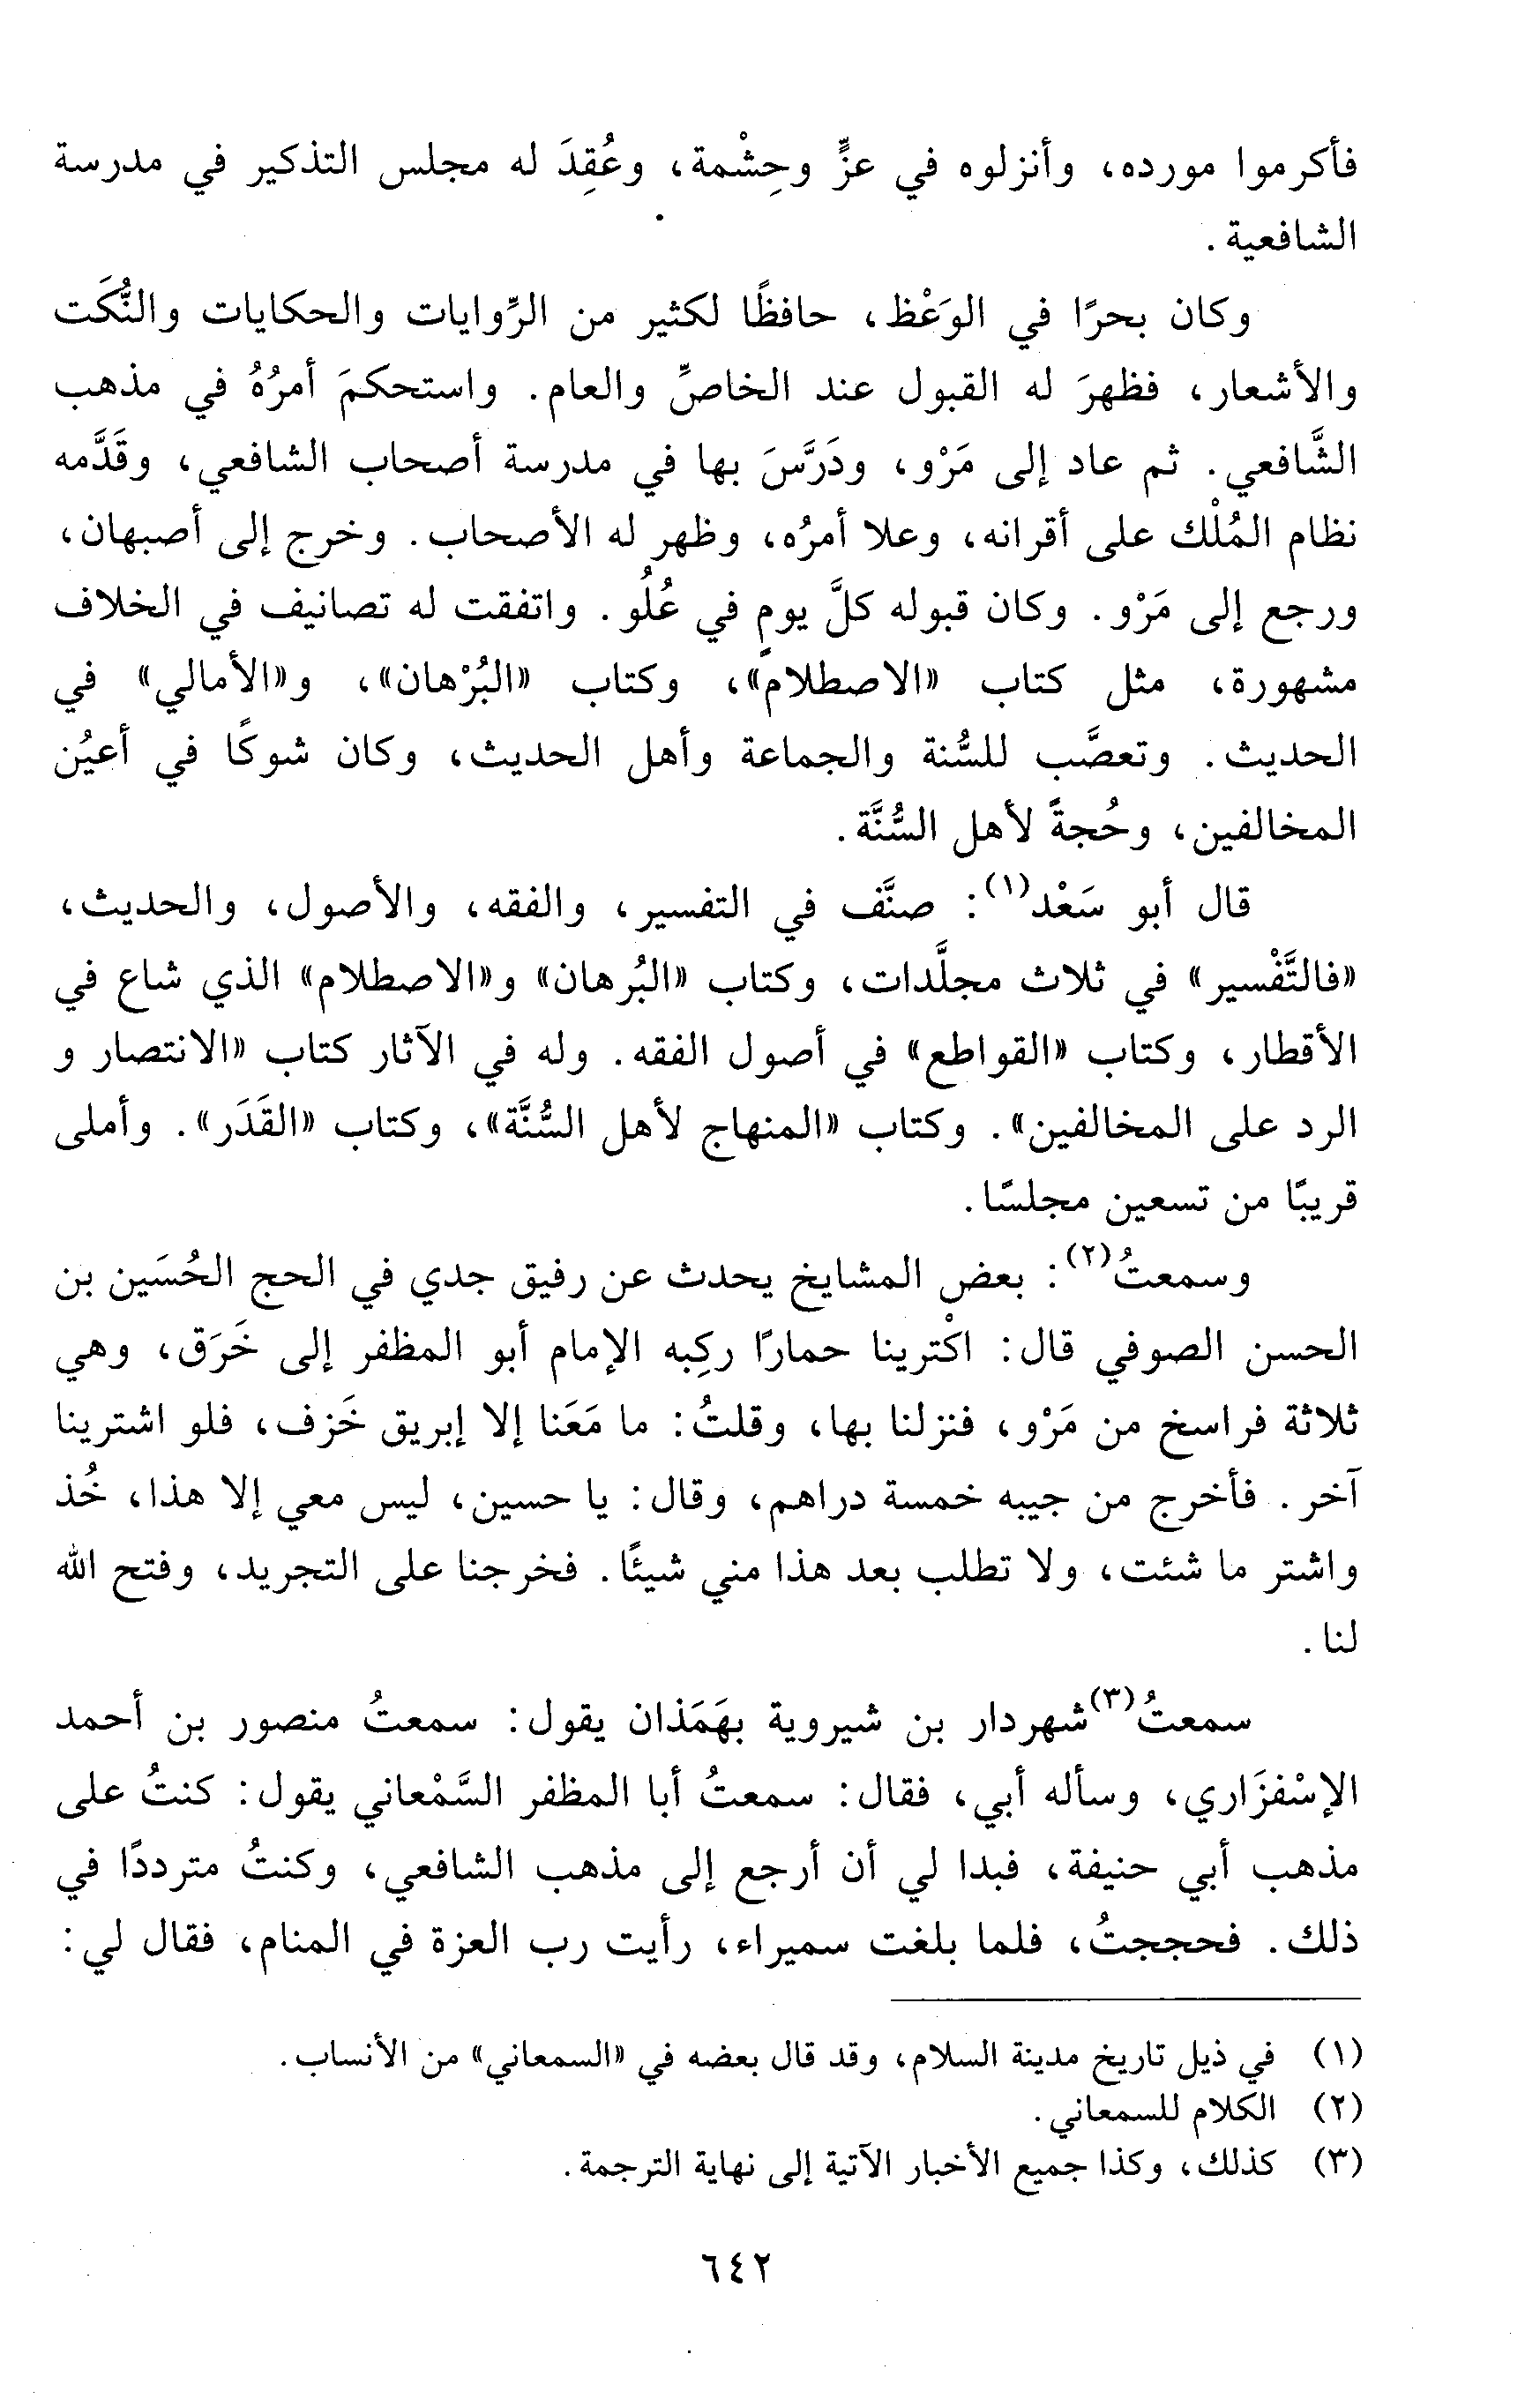 فأكرموا مورده، وأنزلوه في عزٍّ وحِشْمة، وعُقِدَ له مجلس التذكير في مدرسة
الشافعية.
وكان بحرًا في الوَعْظ، حافظًا لكثير من الرِّوايات والحكايات والنُّكَت
والأشعار، فظهرَ له القبول عند الخاصِّ والعام. واستحكمَ أمرُهُ في مذهب
الشَّافعي. ثم عاد إلى مَرْو، ودَرَّسَ بها في مدرسة أصحاب الشافعي، وقَدَّمه
نظام المُلْك على أقرانه، وعلا أمرُه، وظهر له الأصحاب. وخرج إلى أصبهان،
ورجع إلى مَرْو. وكان قبوله كلَّ يومٍ في عُلُو. واتفقت له تصانيف في الخلاف
مشهورة، مثل كتاب «الاصطلام»، وكتاب «البُرْهان»، و«الأمالي» في
الحديث. وتعصَّب للسُّنة والجماعة وأهل الحديث، وكان شوكًا في أعيُن
المخالفين، وحُجةً لأهل السُّنَّة.
قال أبو سَعْد(١): صنَّف في التفسير، والفقه، والأصول، والحديث،
«فالتَّفْسير» في ثلاث مجلَّدات، وكتاب «البُرهان» و«الاصطلام» الذي شاع في
الأقطار، وكتاب «القواطع» في أصول الفقه. وله في الآثار كتاب «الانتصار و
الرد على المخالفين». وكتاب «المنهاج لأهل السُّنَّة»، وكتاب «القَدَر». وأملى
قريبًا من تسعين مجلسًا.
وسمعتُ(٢): بعض المشايخ يحدث عن رفيق جدي في الحج الحُسَين بن
الحسن الصوفي قال: اكْترينا حمارًا ركِبه الإمام أبو المظفر إلى خَرَق، وهي
ثلاثة فراسخ من مَرْو، فنزلنا بها، وقلتُ: ما مَعَنا إلا إبريق خَزف، فلو اشترينا
آخر. فأخرج من جيبه خمسة دراهم، وقال: يا حسين، ليس معي إلا هذا، خُذ
واشتر ما شئت، ولا تطلب بعد هذا مني شيئًا. فخرجنا على التجريد، وفتح الله
لنا.
سمعتُ(٣) شهردار بن شيروية بهَمَذان يقول: سمعتُ منصور بن أحمد
الإسْفزَاري، وسأله أبي، فقال: سمعتُ أبا المظفر السَّمْعاني يقول: كنتُ على
مذهب أبي حنيفة، فبدا لي أن أرجع إلى مذهب الشافعي، وكنتُ مترددًا في
ذلك. فحججتُ، فلما بلغت سميراء، رأيت رب العزة في المنام، فقال لي:
(١) في ذيل تاريخ مدينة السلام، وقد قال بعضه في «السمعاني» من الأنساب.
(٢) الكلام للسمعاني.
(٣) كذلك، وكذا جميع الأخبار الآتية إلى نهاية الترجمة.
٦٤٢